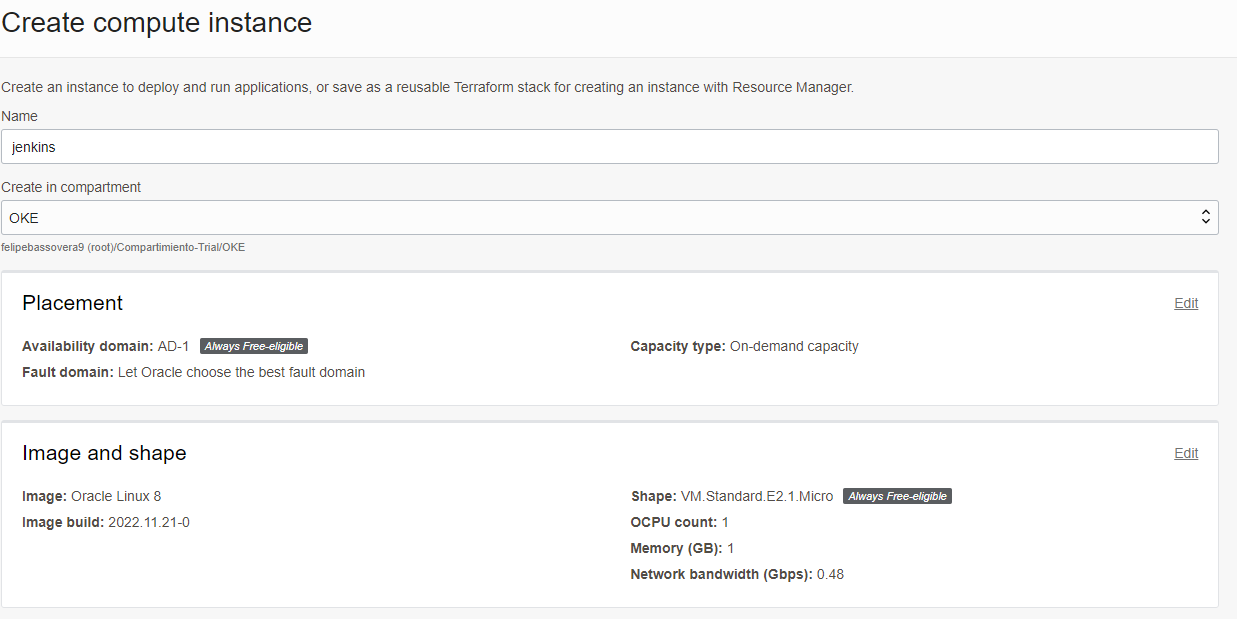 Create compute instance
Create an instance to deploy and run applications, or save as a reusable Terraform stack for creating an instance with Resource Manager.
Name
jenkins
Create in compartment
OKE
felipebassovera9 (root)/Compartimiento-Trial/OKE
Placement
Edit
Availability domain: AD-1 Always Free-eligible
Capacity type: On-demand capacity
Fault domain: Let Oracle choose the best fault domain
Image and shape
Edit
Image: Oracle Linux 8
Image build: 2022.11.21-0
Shape: VM.Standard.E2.1.Micro Always Free-eligible
OCPU count: 1
Memory (GB): 1
Network bandwidth (Gbps): 0.48